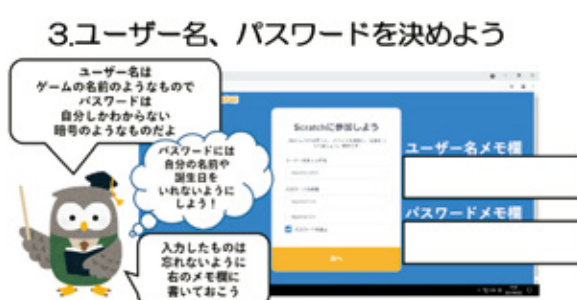 3.ユーザー名、パスワードを決めよう
ユーザー名は
ゲームの名前のようなもので
パスワードは
自分しかわからない
暗号のようなものだよ
パスワードには
自分の名前や
誕生日を
いれないように
しよう!
入力したものは
忘れないように
右のメモ欄に
書いておこう
Scratchに参加しよう
次へ
ユーザー名メモ欄
パスワードメモ欄